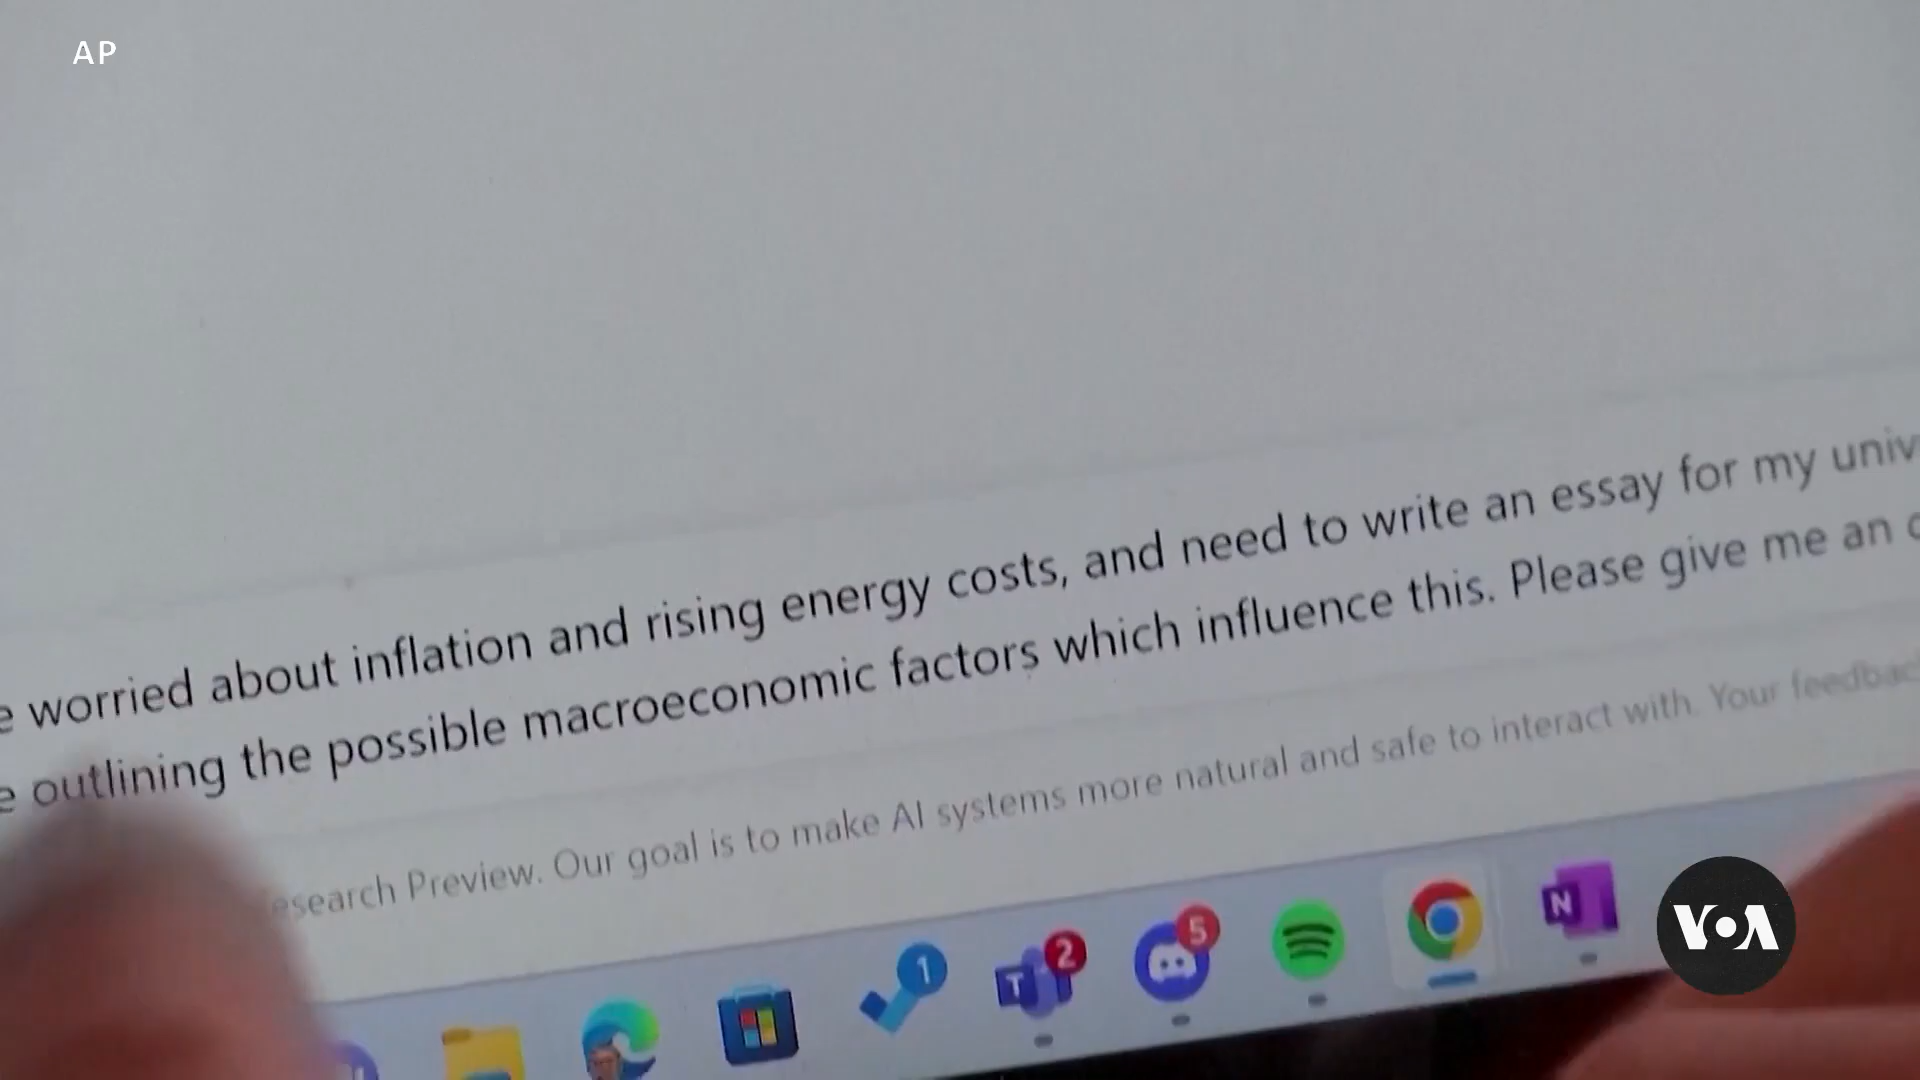 AP
worried about inflation and rising energy costs, and need to write an essay for my univ
outlining the possible macroeconomic factors which influence this. Please give me an
esearch Preview. Our goal is to make AI systems more natural and safe to interact with. Your feedbac
1
2
T
5
N
VOA